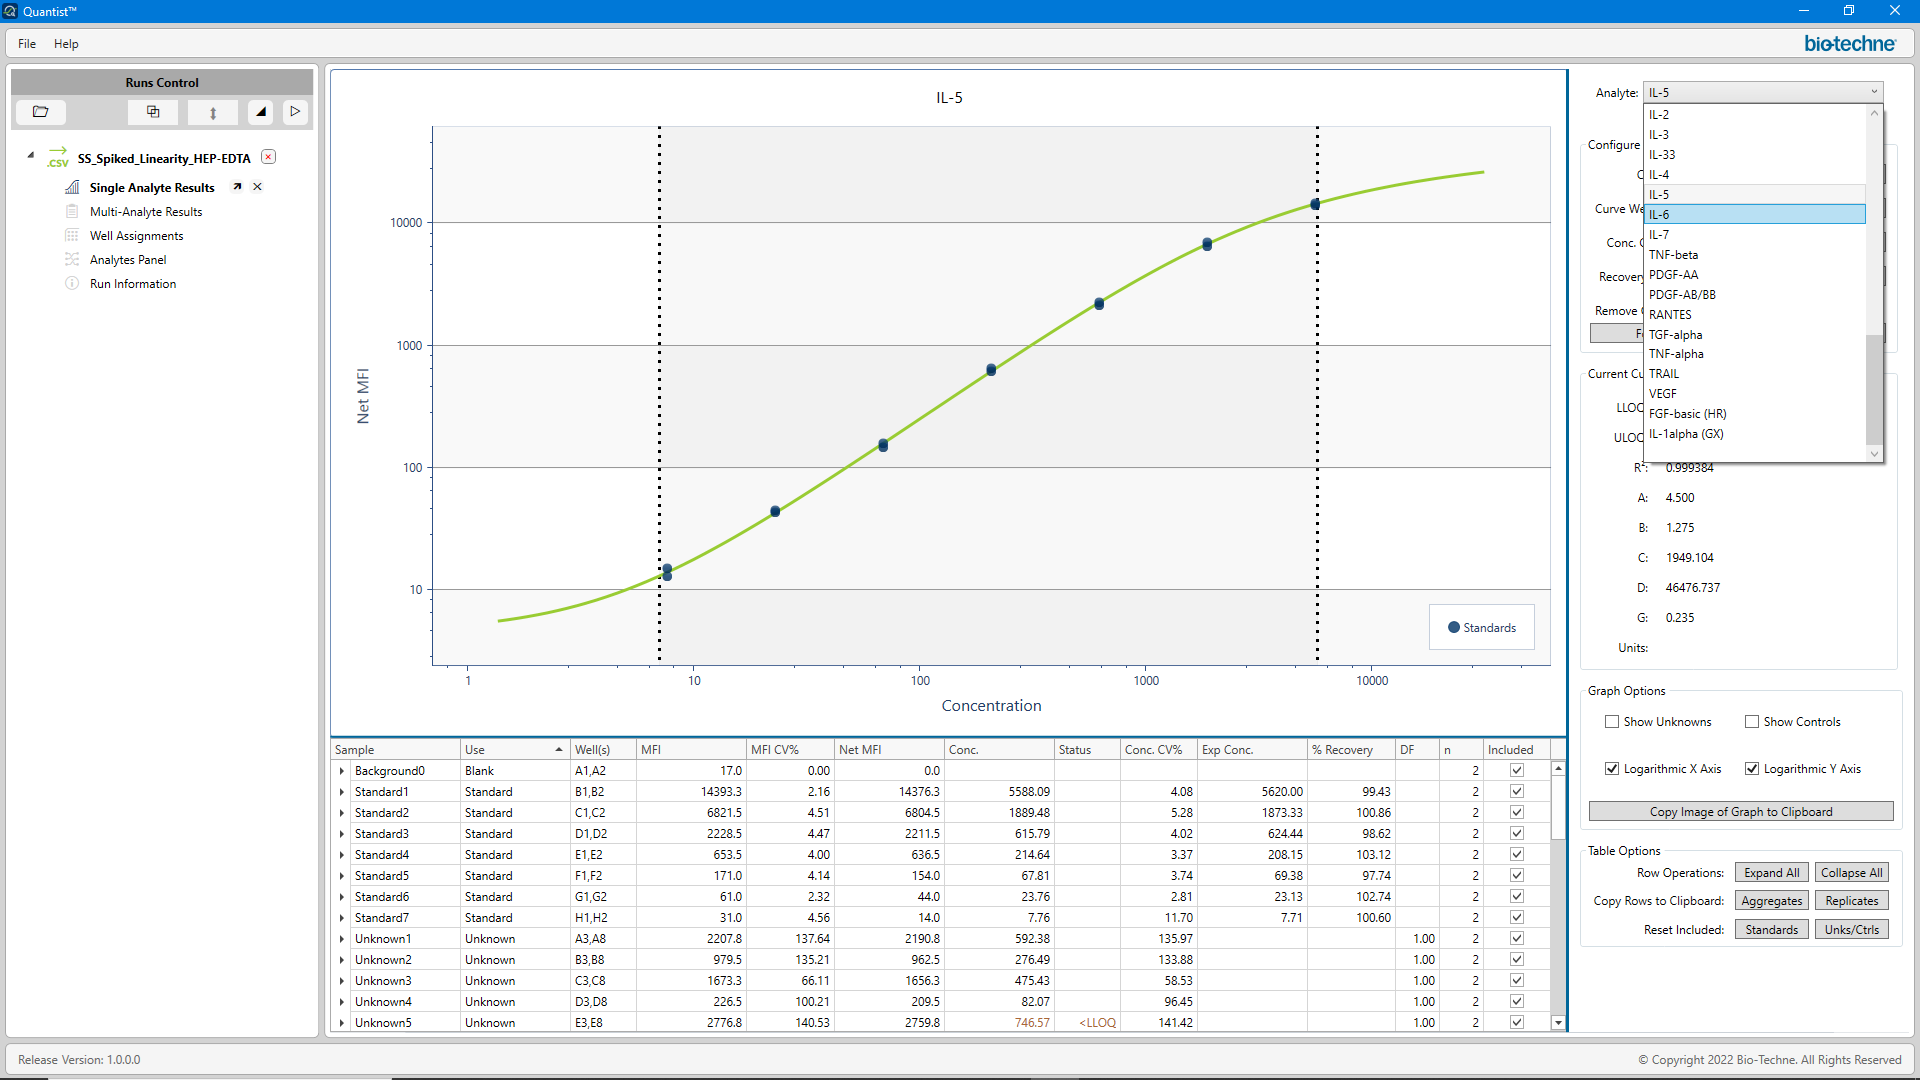 Quantist™
File Help
bio-techne
Runs Control
.CSV SS_Spiked_Linearity_HEP-EDTA
Single Analyte Results
Multi-Analyte Results
Well Assignments
Analytes Panel
Run Information
IL-5
Net MFI
10000
1000
100
10
1 10 100 1000 10000
Concentration
Standards
Analyte: IL-5
IL-2
IL-3
IL-33
IL-4
IL-5
IL-6
IL-7
TNF-beta
PDGF-AA
PDGF-AB/BB
RANTES
TGF-alpha
TNF-alpha
TRAIL
VEGF
FGF-basic (HR)
IL-1alpha (GX)
Configure
Curve We
Conc. C
Recovery
Remove
Current Cu
LLOQ
ULOQ
R²: 0.999384
A: 4.500
B: 1.275
C: 1949.104
D: 46476.737
G: 0.235
Units:
Graph Options
Show Unknowns Show Controls
Logarithmic X Axis Logarithmic Y Axis
Copy Image of Graph to Clipboard
Table Options
Row Operations: Expand All Collapse All
Copy Rows to Clipboard: Aggregates Replicates
Reset Included: Standards Unks/Ctrls
Sample Use Well(s) MFI MFI CV% Net MFI Conc. Status Conc. CV% Exp Conc. % Recovery DF n Included
Background0 Blank A1,A2 17.0 0.00 0.0 2
Standard1 Standard B1,B2 14393.3 2.16 14376.3 5588.09 4.08 5620.00 99.43 2
Standard2 Standard C1,C2 6821.5 4.51 6804.5 1889.48 5.28 1873.33 100.86 2
Standard3 Standard D1,D2 2228.5 4.47 2211.5 615.79 4.02 624.44 98.62 2
Standard4 Standard E1,E2 653.5 4.00 636.5 214.64 3.37 208.15 103.12 2
Standard5 Standard F1,F2 171.0 4.14 154.0 67.81 3.74 69.38 97.74 2
Standard6 Standard G1,G2 61.0 2.32 44.0 23.76 2.81 23.13 102.74 2
Standard7 Standard H1,H2 31.0 4.56 14.0 7.76 11.70 7.71 100.60 2
Unknown1 Unknown A3,A8 2207.8 137.64 2190.8 592.38 135.97 1.00 2
Unknown2 Unknown B3,B8 979.5 135.21 962.5 276.49 133.88 1.00 2
Unknown3 Unknown C3,C8 1673.3 66.11 1656.3 475.43 58.53 1.00 2
Unknown4 Unknown D3,D8 226.5 100.21 209.5 82.07 96.45 1.00 2
Unknown5 Unknown E3,E8 2776.8 140.53 2759.8 746.57 <LLOQ 141.42 1.00 2
Release Version: 1.0.0.0
© Copyright 2022 Bio-Techne. All Rights Reserved